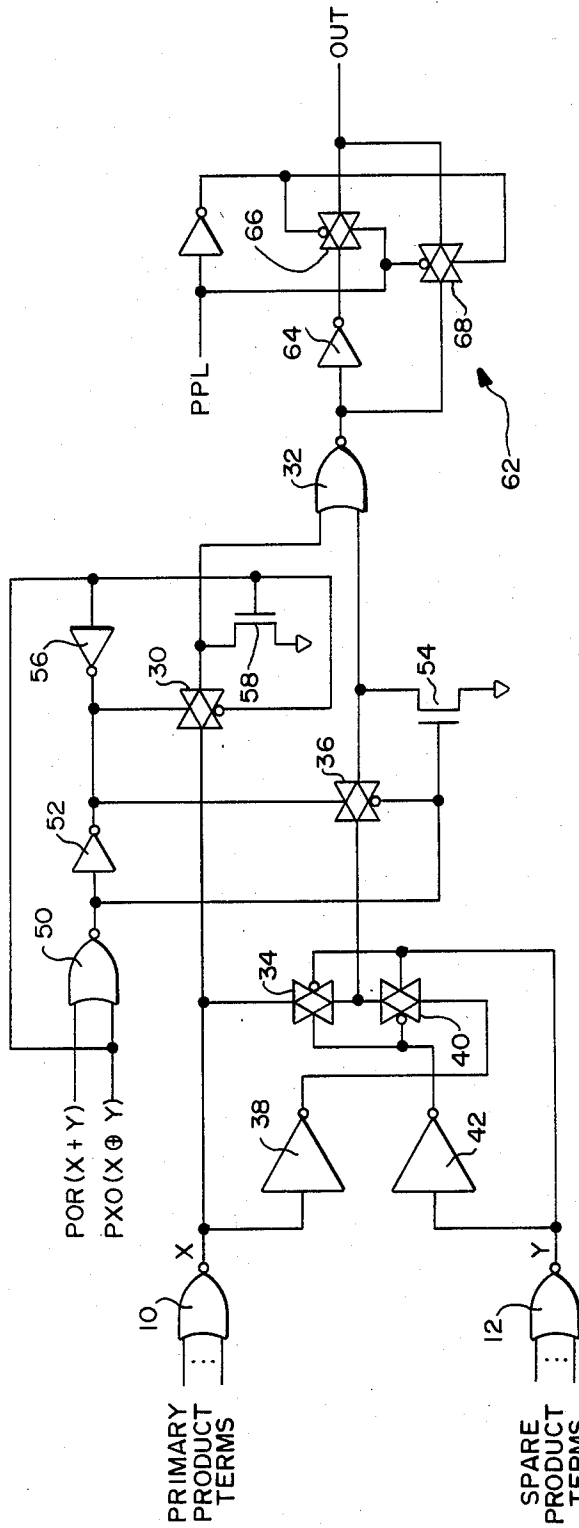 POR(X + Y)
PXO(X ⊕ Y)
50
52
56
30
58
36
54
34
40
38
42
PRIMARY
PRODUCT
TERMS
10
X
SPARE
PRODUCT
TERMS
12
Y
32
PPL
64
66
68
62
OUT